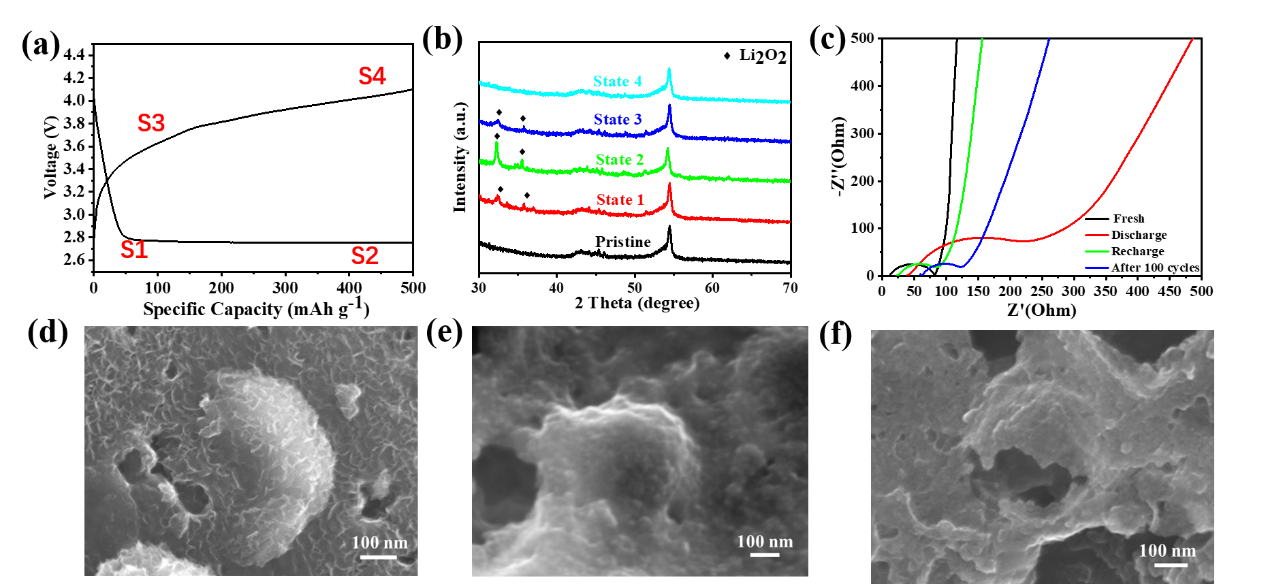 (a)
Voltage (V)
4.4
4.2
4.0
3.8
3.6
3.4
3.2
3.0
2.8
2.6
S4
S3
S1
S2
0 100 200 300 400 500
Specific Capacity (mAh g-1)
(b)
Intensity (a.u.)
♦ Li2O2
State 4
State 3
State 2
State 1
Pristine
30 40 50 60 70
2 Theta (degree)
(c)
-Z''(Ohm)
500
400
300
200
100
0
Fresh
Discharge
Recharge
After 100 cycles
0 50 100 150 200 250 300 350 400 450 500
Z'(Ohm)
(d)
100 nm
(e)
100 nm
(f)
100 nm